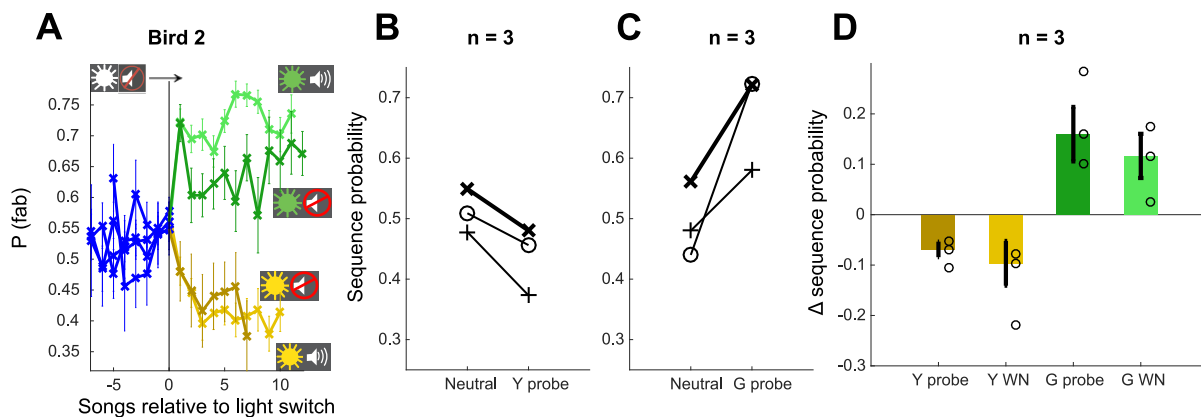 A
Bird 2
P (fab)
0.75
0.7
0.65
0.6
0.55
0.5
0.45
0.4
0.35
-5
0
5
10
Songs relative to light switch
B
n = 3
Sequence probability
0.7
0.6
0.5
0.4
0.3
Neutral
Y probe
C
n = 3
Sequence probability
0.7
0.6
0.5
0.4
0.3
Neutral
G probe
D
n = 3
Δ sequence probability
0.2
0.1
0
-0.1
-0.2
-0.3
Y probe
Y WN
G probe
G WN